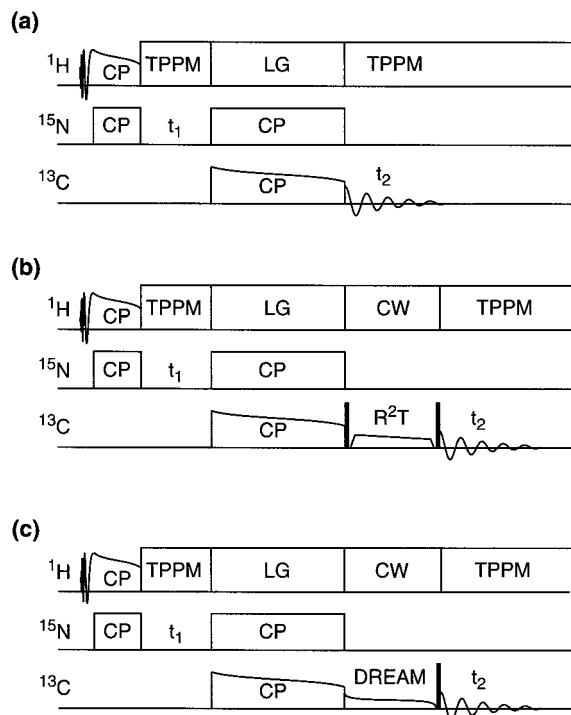 (a)
¹H CP TPPM LG TPPM
¹⁵N CP t₁ CP
¹³C CP t₂
(b)
¹H CP TPPM LG CW TPPM
¹⁵N CP t₁ CP
¹³C CP R²T t₂
(c)
¹H CP TPPM LG CW TPPM
¹⁵N CP t₁ CP
¹³C CP DREAM t₂